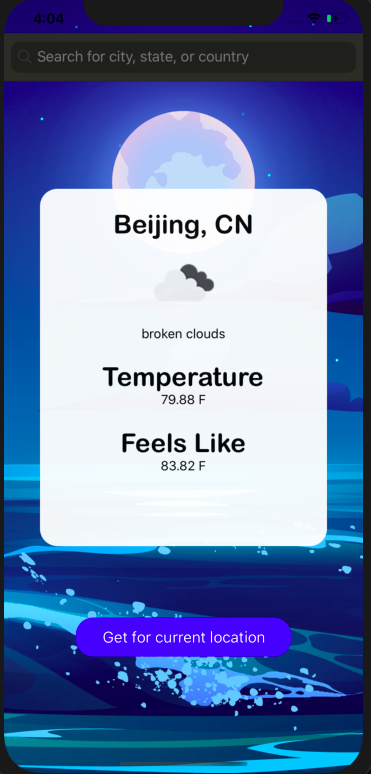 4:04
Search for city, state, or country
Beijing, CN
broken clouds
Temperature
79.88 F
Feels Like
83.82 F
Get for current location